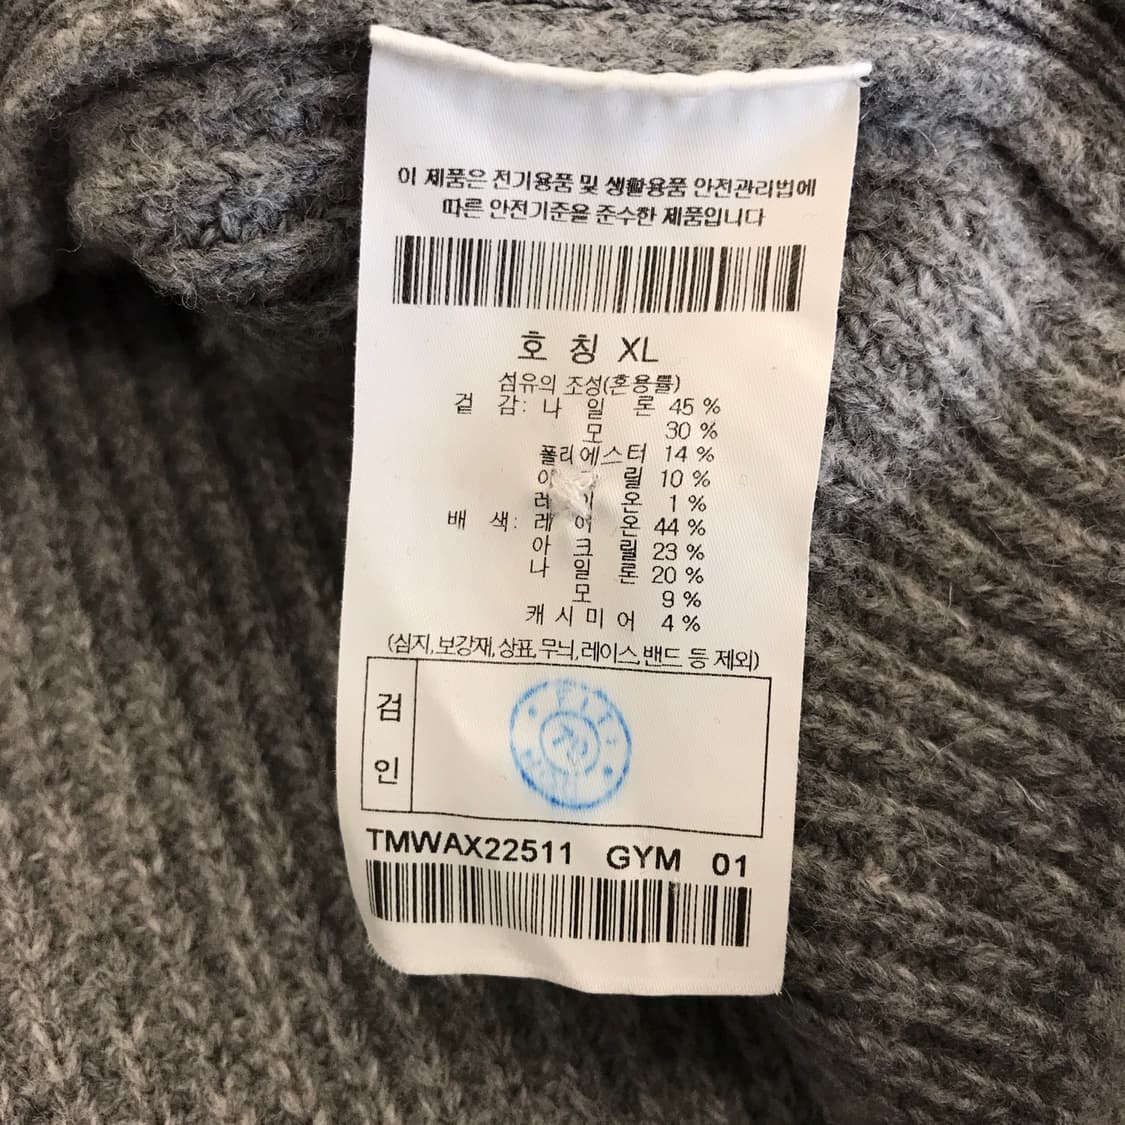 이 제품은 전기용품 및 생활용품 안전관리법에
따른 안전기준을 준수한 제품입니다
호 칭 XL
섬유의 조성(혼용률)
겉 감: 나 일 론 45 %
모 30 %
폴리에스터 14 %
릴 10 %
온 1 %
배 색: 레 이 온 44 %
아 크 릴 23 %
나 일 론 20 %
모 9 %
캐 시 미 어 4 %
(심지,보강재,상표,무늬,레이스,밴드 등 제외)
검
인
TMWAX22511 GYM 01